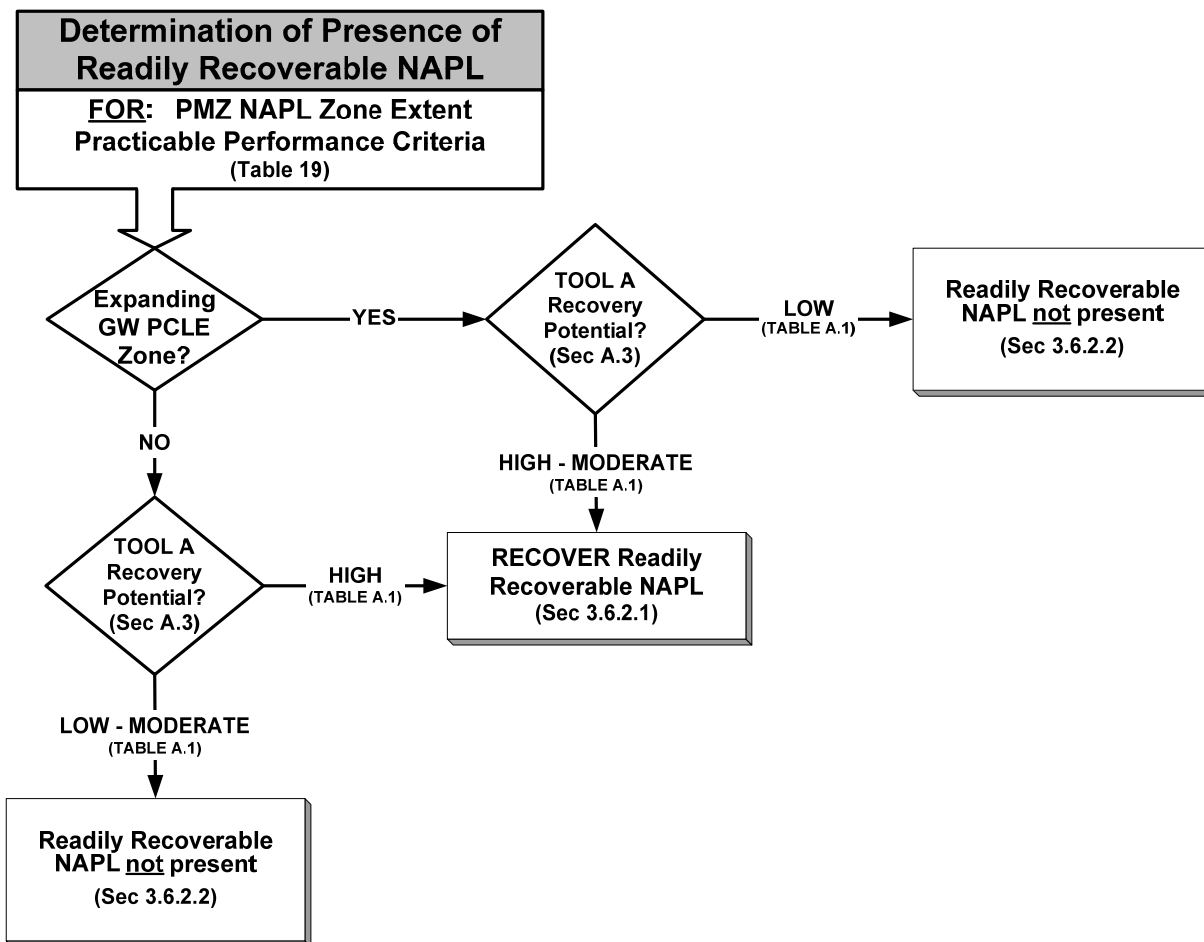 Determination of Presence of
Readily Recoverable NAPL
FOR: PMZ NAPL Zone Extent
Practicable Performance Criteria
(Table 19)
Expanding
GW PCLE
Zone?
YES
TOOL A
Recovery
Potential?
(Sec A.3)
LOW
(TABLE A.1)
Readily Recoverable
NAPL not present
(Sec 3.6.2.2)
NO
HIGH - MODERATE
(TABLE A.1)
TOOL A
Recovery
Potential?
(Sec A.3)
HIGH
(TABLE A.1)
RECOVER Readily
Recoverable NAPL
(Sec 3.6.2.1)
LOW - MODERATE
(TABLE A.1)
Readily Recoverable
NAPL not present
(Sec 3.6.2.2)